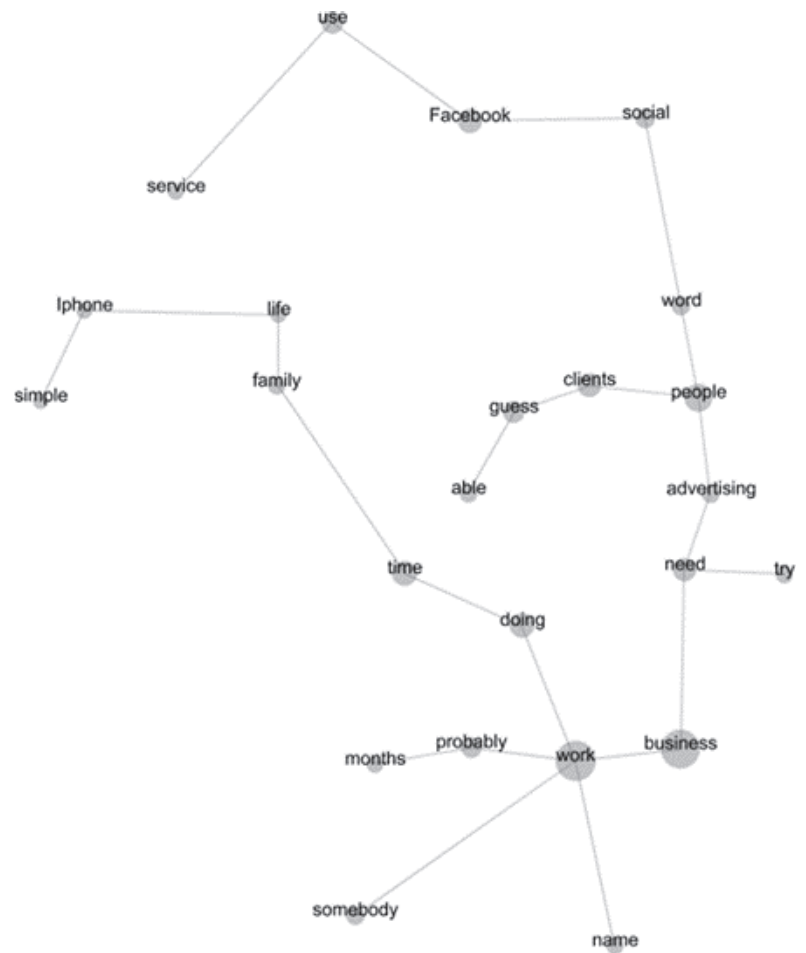 use
Facebook
social
service
word
Iphone
life
clients
people
family
simple
guess
able
advertising
time
need
try
doing
probably
business
months
work
somebody
name